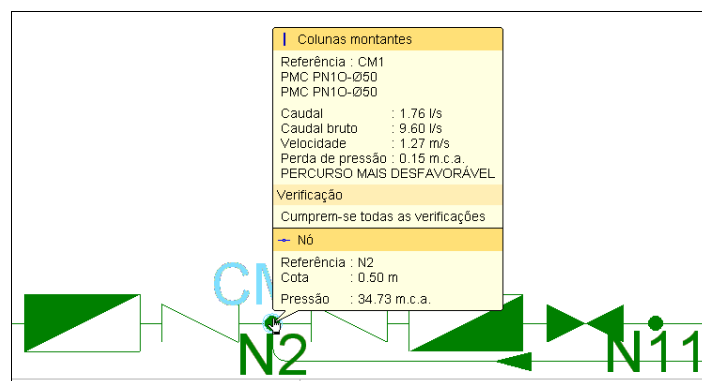 Colunas montantes
Referência : CM1
PMC PN1O-Ø50
PMC PN1O-Ø50
Caudal : 1.76 l/s
Caudal bruto : 9.60 l/s
Velocidade : 1.27 m/s
Perda de pressão : 0.15 m.c.a.
PERCURSO MAIS DESFAVORÁVEL
Verificação
Cumprem-se todas as verificações
Nó
Referência : N2
Cota : 0.50 m
Pressão : 34.73 m.c.a.
N2
N11